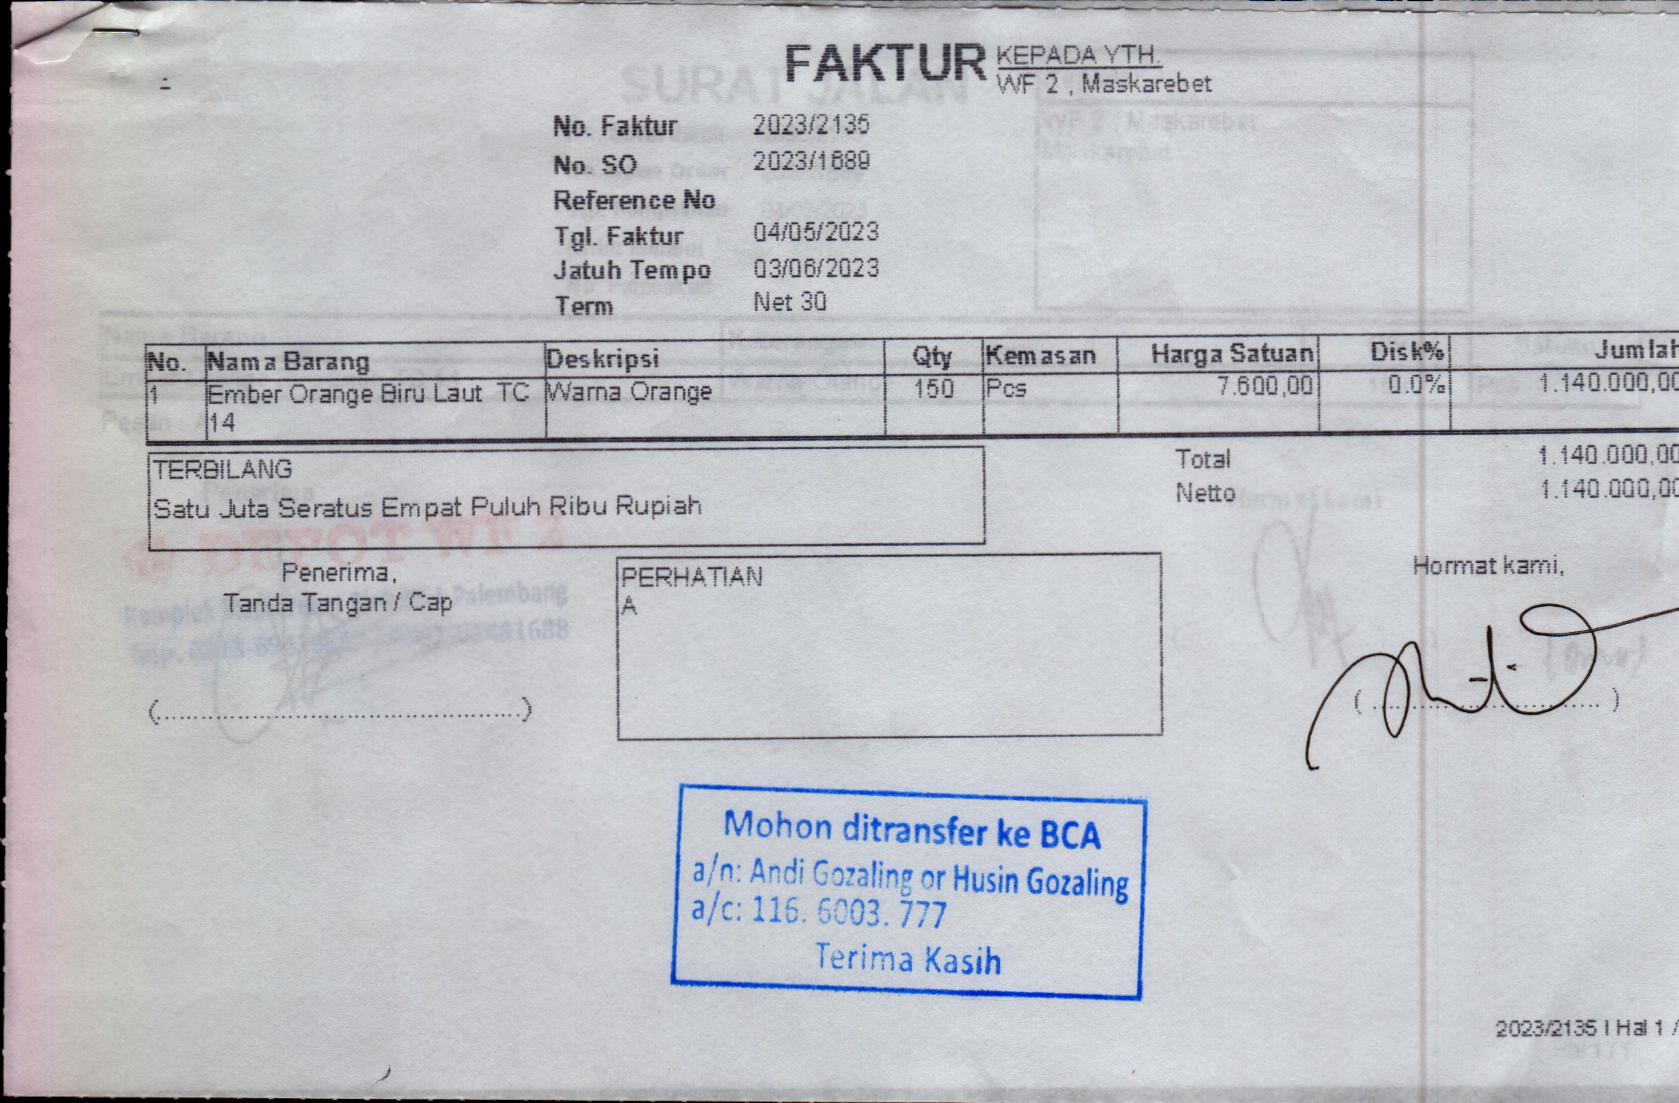 FAKTUR KEPADA YTH.
WF 2 , Maskarebet
No. Faktur 2023/2135
No. SO 2023/1689
Reference No
Tgl. Faktur 04/05/2023
Jatuh Tempo 03/06/2023
Term Net 30
No. Nama Barang Deskripsi Qty Kemasan Harga Satuan Disk% Jumlah
1 Ember Orange Biru Laut TC Warna Orange 150 Pcs 7.600,00 0.0% 1.140.000,00
14
TERBILANG
Satu Juta Seratus Empat Puluh Ribu Rupiah
Total 1.140.000,00
Netto 1.140.000,00
Penerima,
Tanda Tangan / Cap
(............................................)
PERHATIAN
A
Hormat kami,
(............................)
Mohon ditransfer ke BCA
a/n: Andi Gozaling or Husin Gozaling
a/c: 116. 6003. 777
Terima Kasih
2023/2135 | Hal 1 /